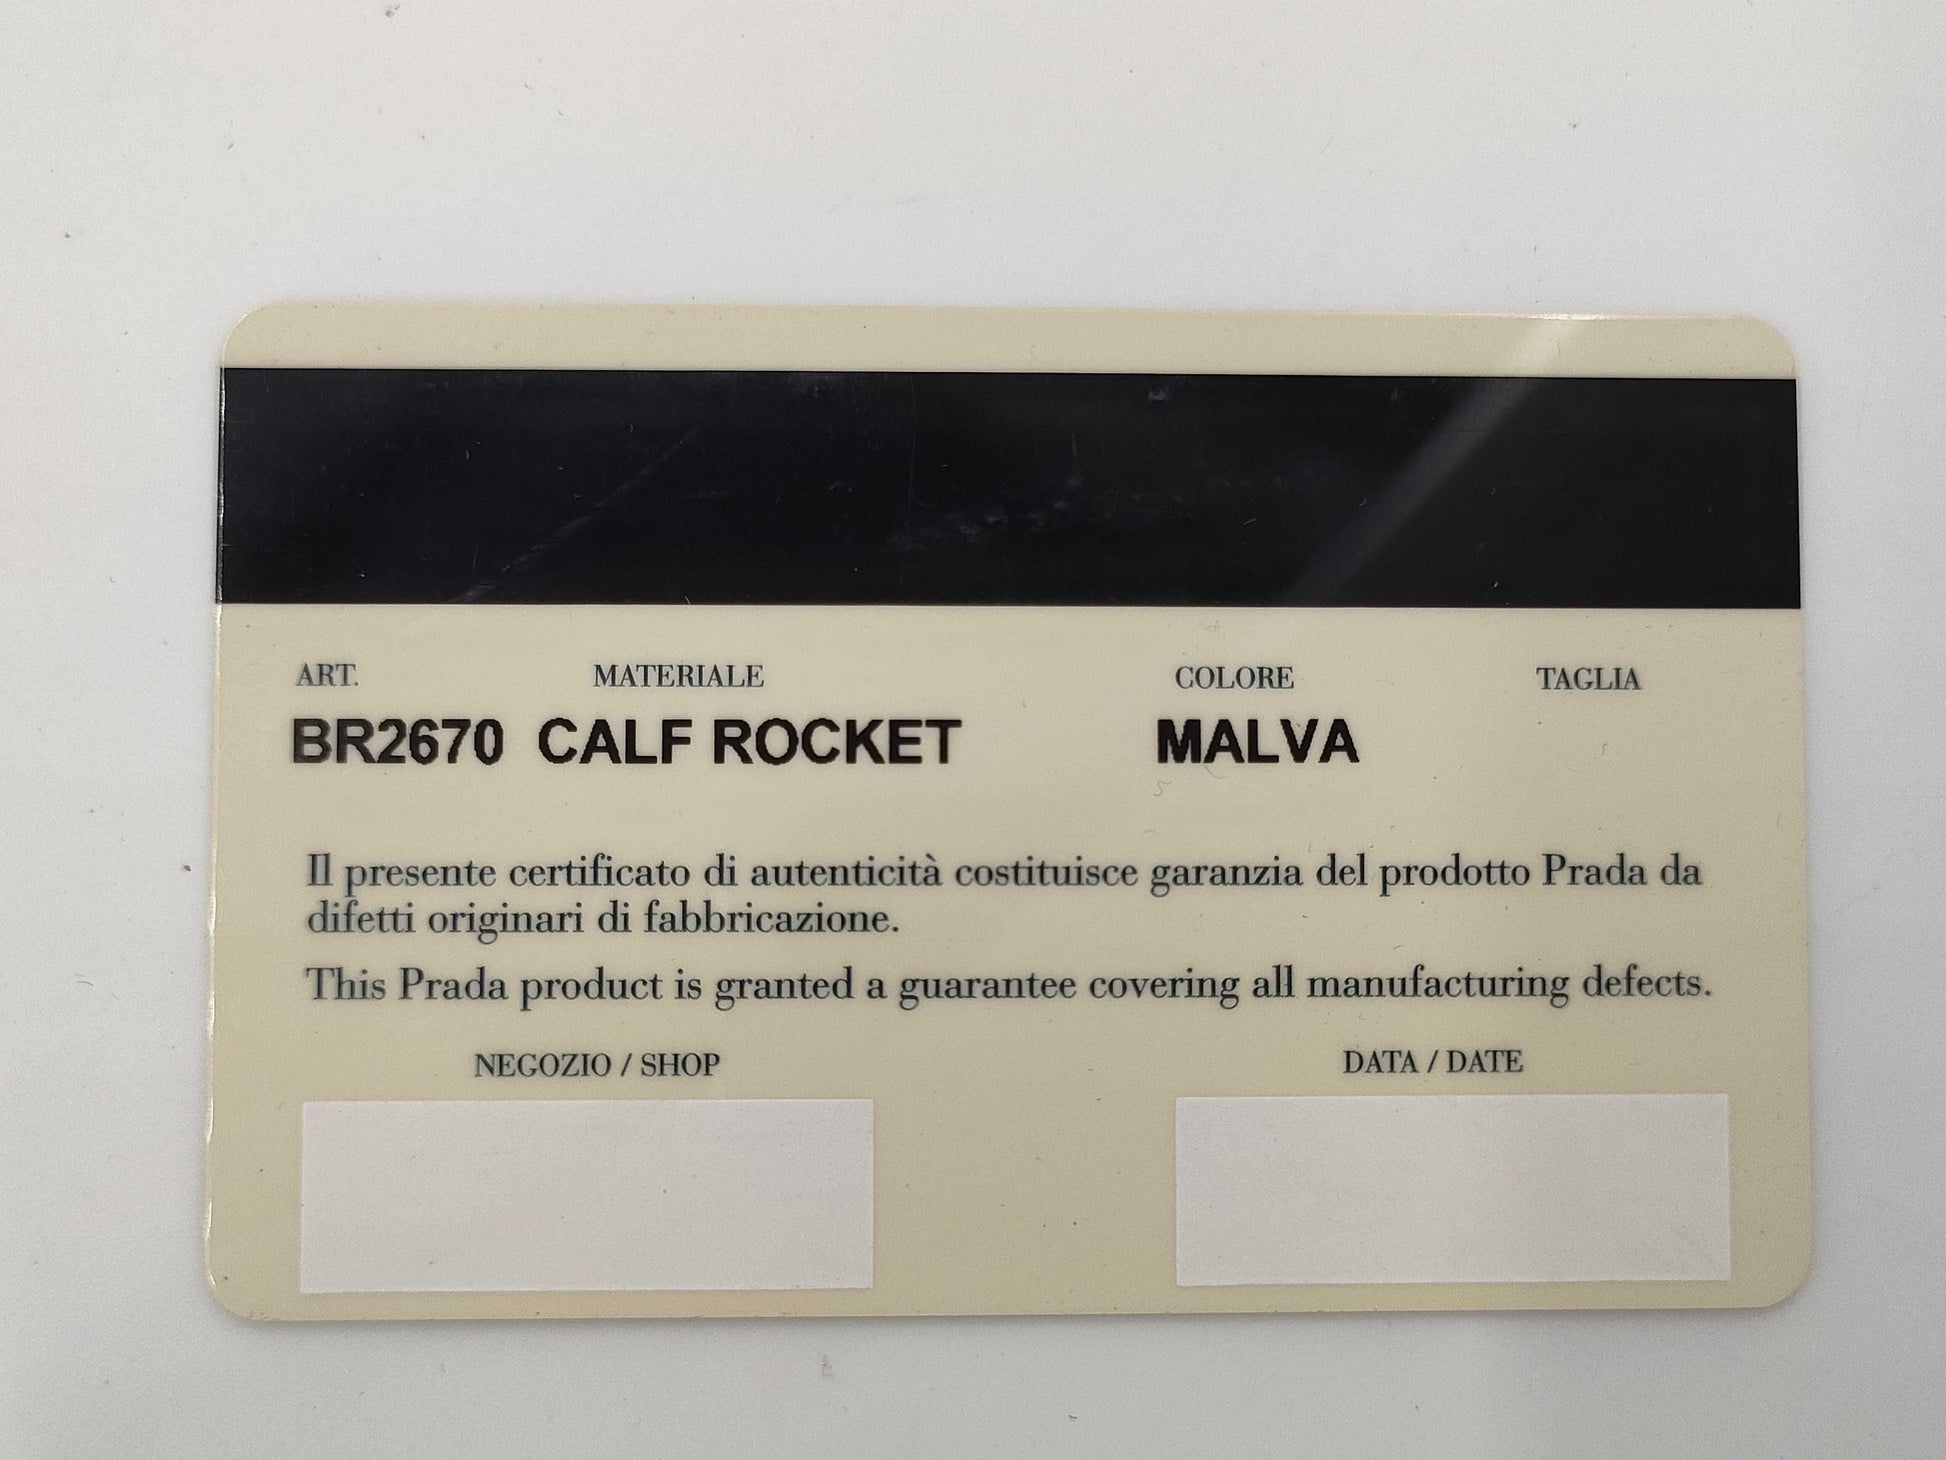 ART. MATERIALE COLORE TAGLIA
BR2670 CALF ROCKET MALVA
Il presente certificato di autenticità costituisce garanzia del prodotto Prada da
difetti originari di fabbricazione.
This Prada product is granted a guarantee covering all manufacturing defects.
NEGOZIO / SHOP DATA / DATE